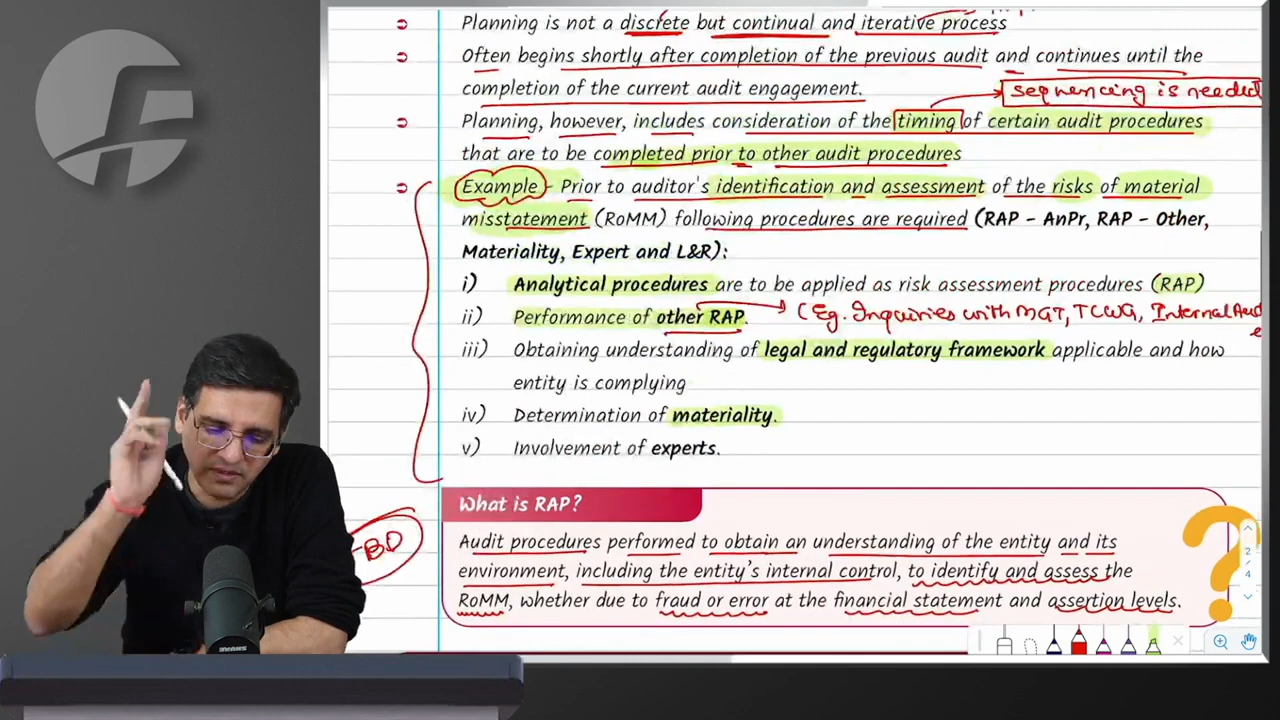 Planning is not a discrete but continual and iterative process
Often begins shortly after completion of the previous audit and continues until the
completion of the current audit engagement.
sequencing is needed
Planning, however, includes consideration of the timing of certain audit procedures
that are to be completed prior to other audit procedures
Example - Prior to auditor's identification and assessment of the risks of material
misstatement (RoMM) following procedures are required (RAP - AnPr, RAP - Other,
Materiality, Expert and L&R):
i) Analytical procedures are to be applied as risk assessment procedures (RAP)
ii) Performance of other RAP. (Eg. Inquiries with MGT, TCWG, Internal Aud
iii) Obtaining understanding of legal and regulatory framework applicable and how
entity is complying
iv) Determination of materiality.
v) Involvement of experts.
What is RAP?
Audit procedures performed to obtain an understanding of the entity and its
environment, including the entity's internal control, to identify and assess the
RoMM, whether due to fraud or error at the financial statement and assertion levels.
?
2
4